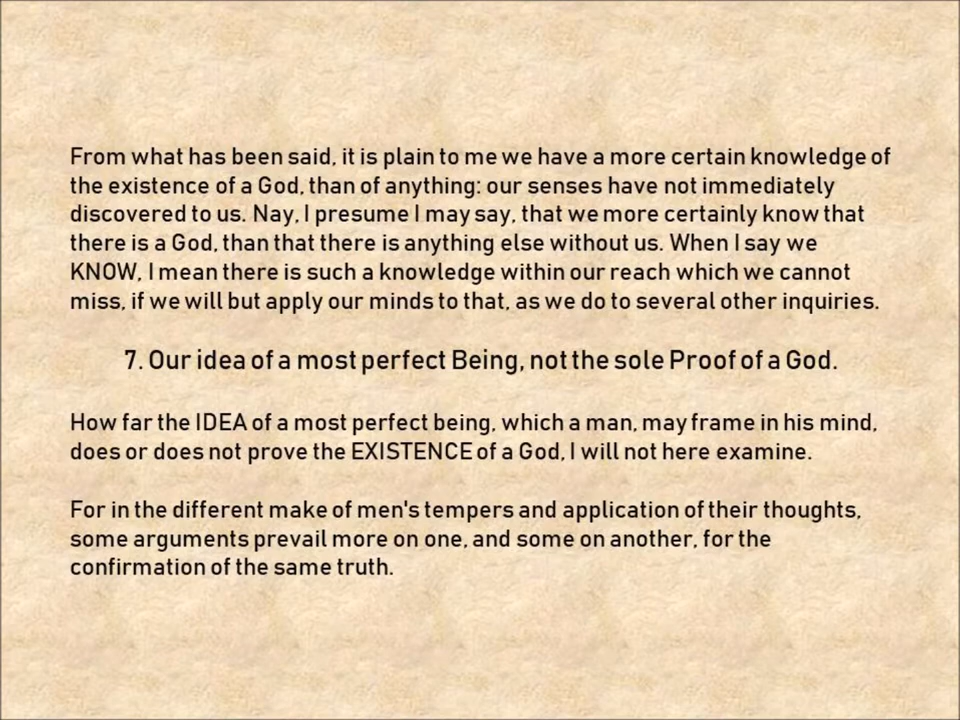 From what has been said, it is plain to me we have a more certain knowledge of
the existence of a God, than of anything: our senses have not immediately
discovered to us. Nay, I presume I may say, that we more certainly know that
there is a God, than that there is anything else without us. When I say we
KNOW, I mean there is such a knowledge within our reach which we cannot
miss, if we will but apply our minds to that, as we do to several other inquiries.
7. Our idea of a most perfect Being, not the sole Proof of a God.
How far the IDEA of a most perfect being, which a man, may frame in his mind,
does or does not prove the EXISTENCE of a God, I will not here examine.
For in the different make of men's tempers and application of their thoughts,
some arguments prevail more on one, and some on another, for the
confirmation of the same truth.